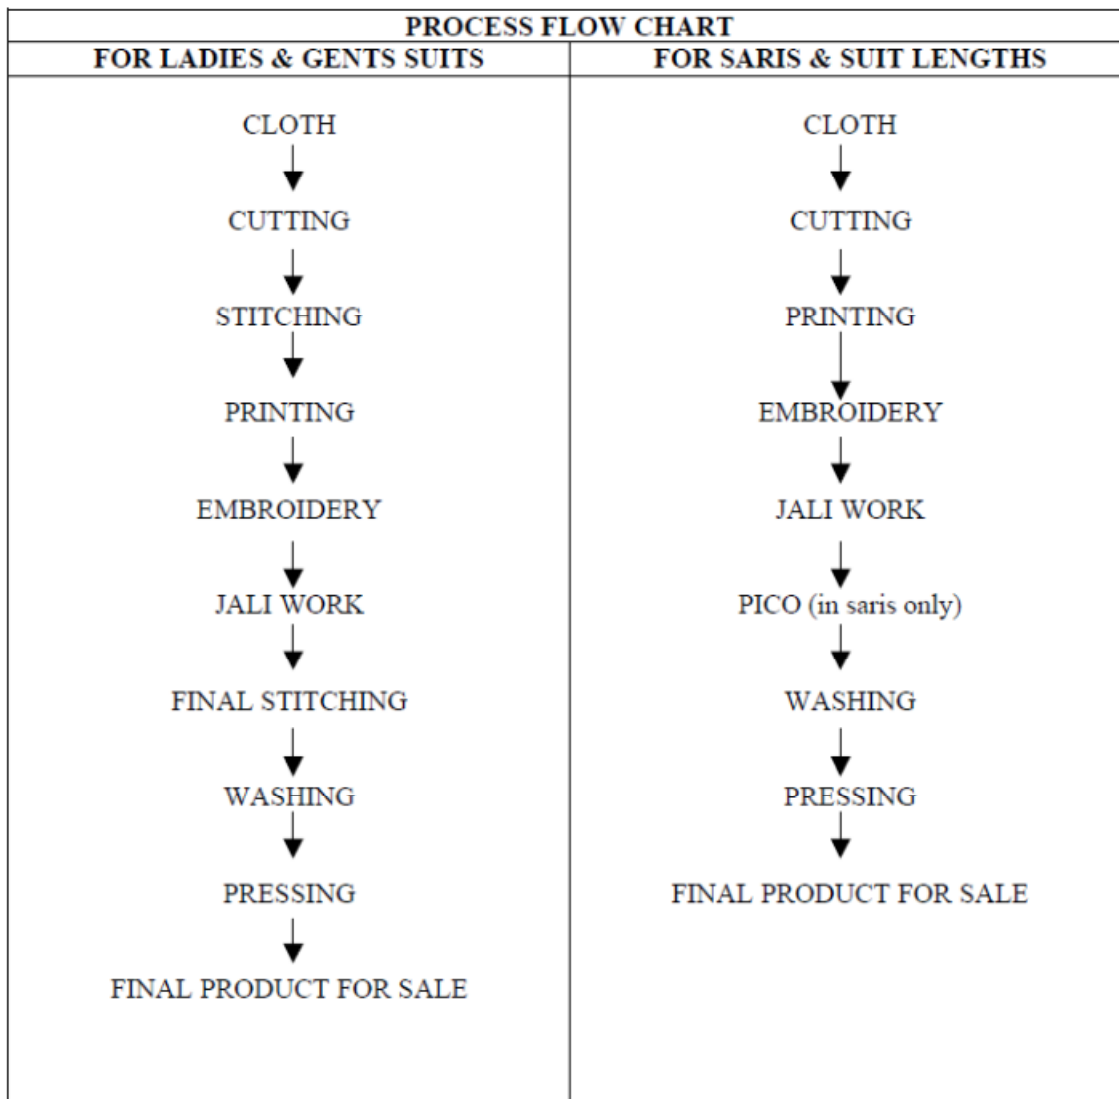 PROCESS FLOW CHART
FOR LADIES & GENTS SUITS
CLOTH
CUTTING
STITCHING
PRINTING
EMBROIDERY
JALI WORK
FINAL STITCHING
WASHING
PRESSING
FINAL PRODUCT FOR SALE
FOR SARIS & SUIT LENGTHS
CLOTH
CUTTING
PRINTING
EMBROIDERY
JALI WORK
PICO (in saris only)
WASHING
PRESSING
FINAL PRODUCT FOR SALE